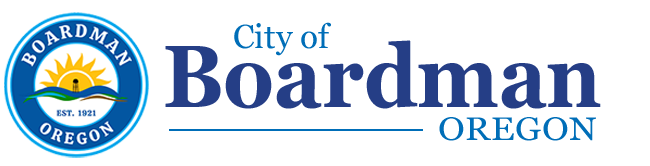 BOARDMAN
EST. 1921
OREGON
City of
Boardman
OREGON